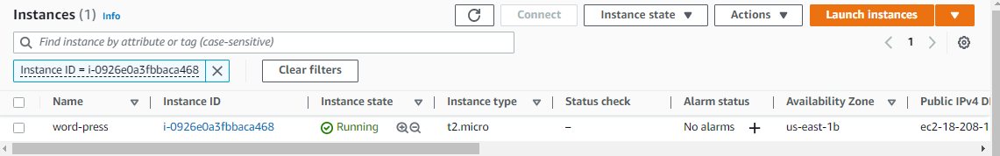 Instances (1) Info Connect Instance state Actions Launch instances
Find instance by attribute or tag (case-sensitive) 1
Instance ID = i-0926e0a3fbbaca468 Clear filters
Name Instance ID Instance state Instance type Status check Alarm status Availability Zone Public IPv4 D
word-press i-0926e0a3fbbaca468 Running t2.micro – No alarms us-east-1b ec2-18-208-1